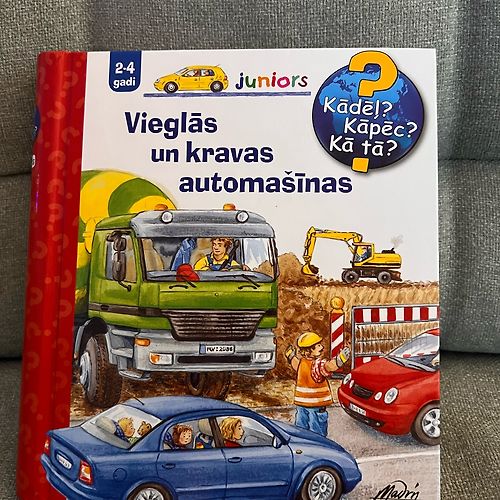 2-4
gadi
juniors
Kādēļ?
Kāpēc?
Kā tā?
Vieglās
un kravas
automašīnas